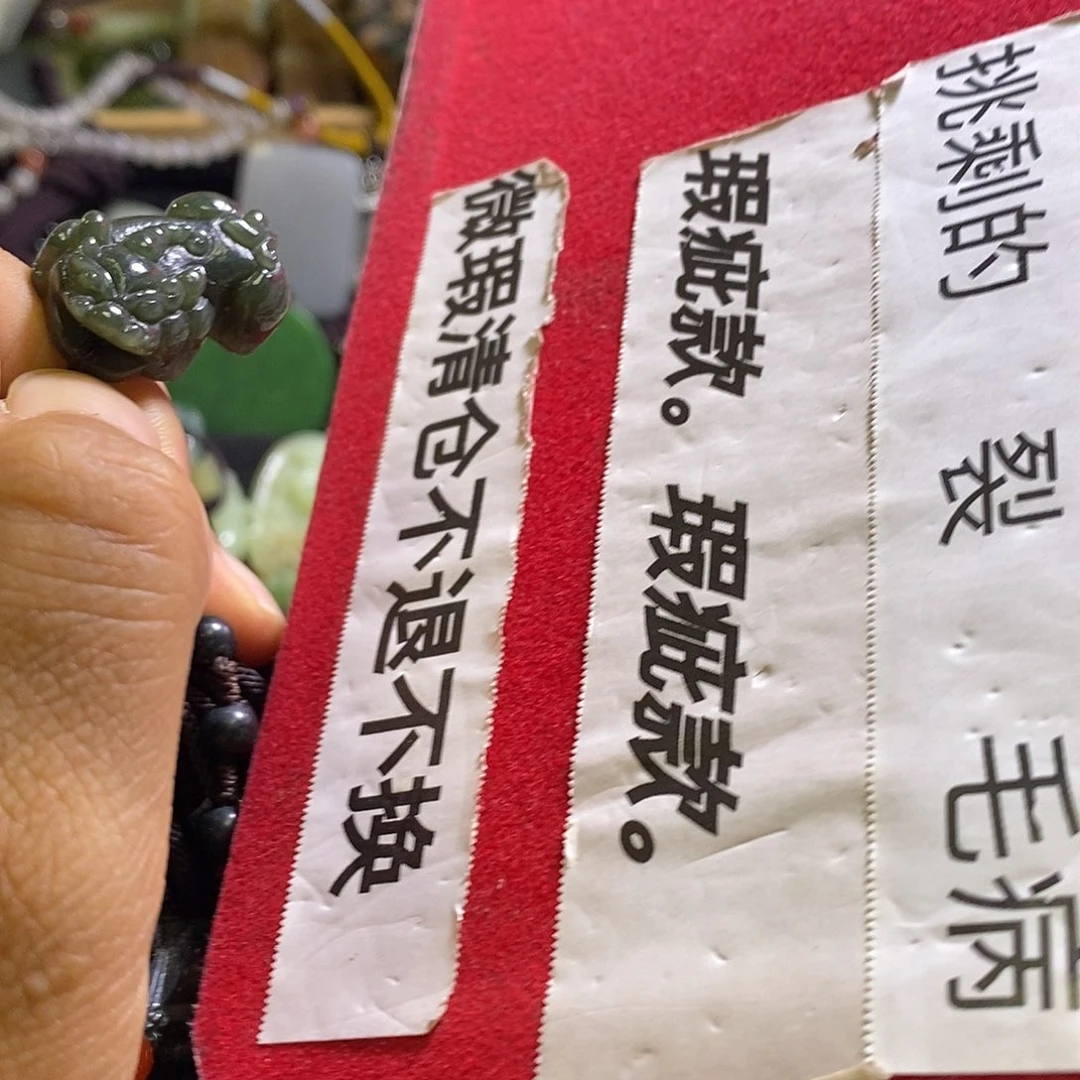 挑剩的 裂 毛病
瑕疵款。 瑕疵款。
微瑕清仓不退不换